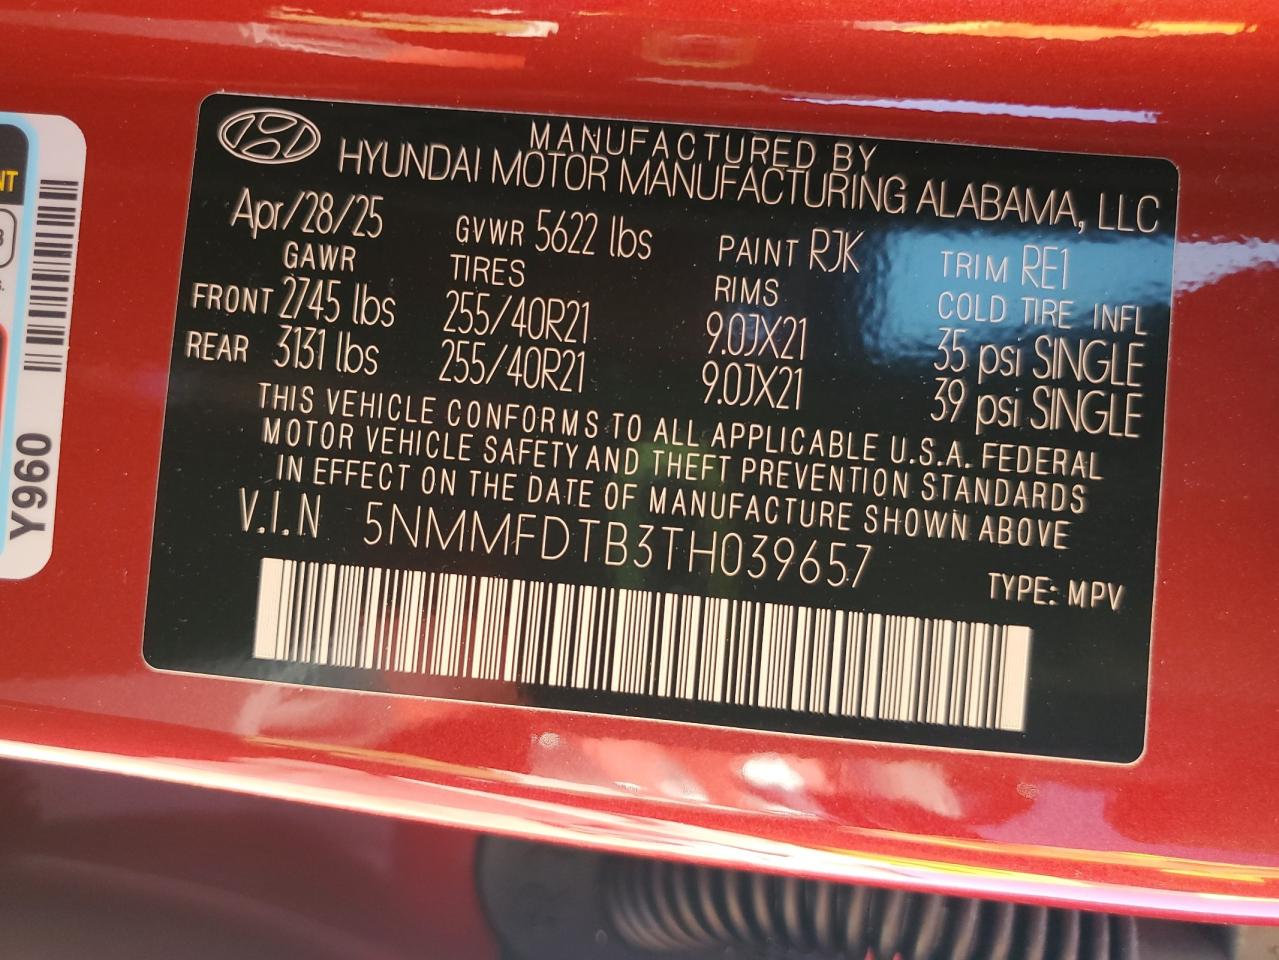 MANUFACTURED BY
HYUNDAI MOTOR MANUFACTURING ALABAMA, LLC
Apr/28/25 GVWR 5622 lbs PAINT RJK TRIM RE1
GAWR TIRES RIMS COLD TIRE INFL
FRONT 2745 lbs 255/40R21 9.0JX21 35 psi SINGLE
REAR 3131 lbs 255/40R21 9.0JX21 39 psi SINGLE
THIS VEHICLE CONFORMS TO ALL APPLICABLE U.S.A. FEDERAL
MOTOR VEHICLE SAFETY AND THEFT PREVENTION STANDARDS
IN EFFECT ON THE DATE OF MANUFACTURE SHOWN ABOVE
V.I.N 5NMMFDTB3TH039657
TYPE: MPV
Y960